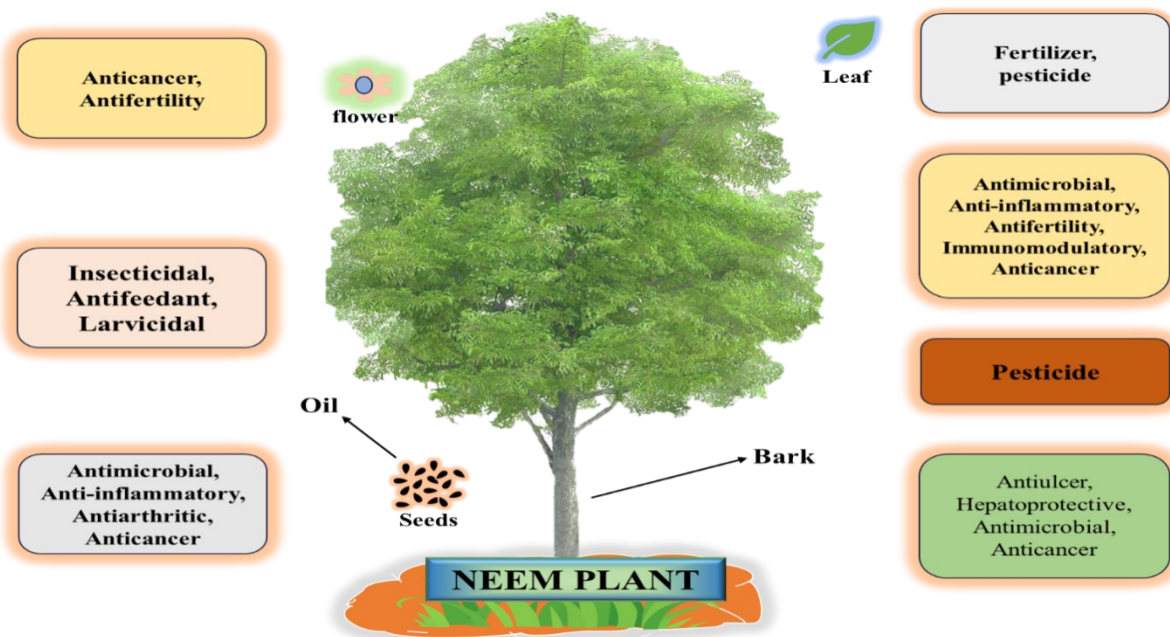 Anticancer,
Antifertility
flower
Leaf
Fertilizer,
pesticide
Antimicrobial,
Anti-inflammatory,
Antifertility,
Immunomodulatory,
Anticancer
Insecticidal,
Antifeedant,
Larvicidal
Pesticide
Oil
Seeds
Bark
Antimicrobial,
Anti-inflammatory,
Antiarthritic,
Anticancer
Antiulcer,
Hepatoprotective,
Antimicrobial,
Anticancer
NEEM PLANT